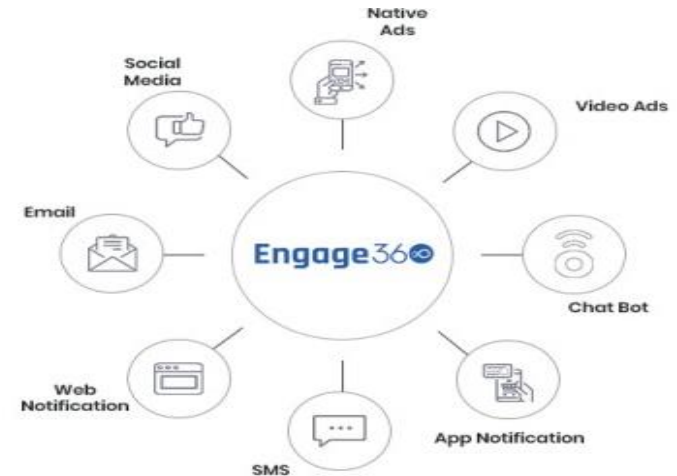 Native
Ads
Social
Media
Video Ads
Email
Engage360
Chat Bot
Web
Notification
App Notification
SMS